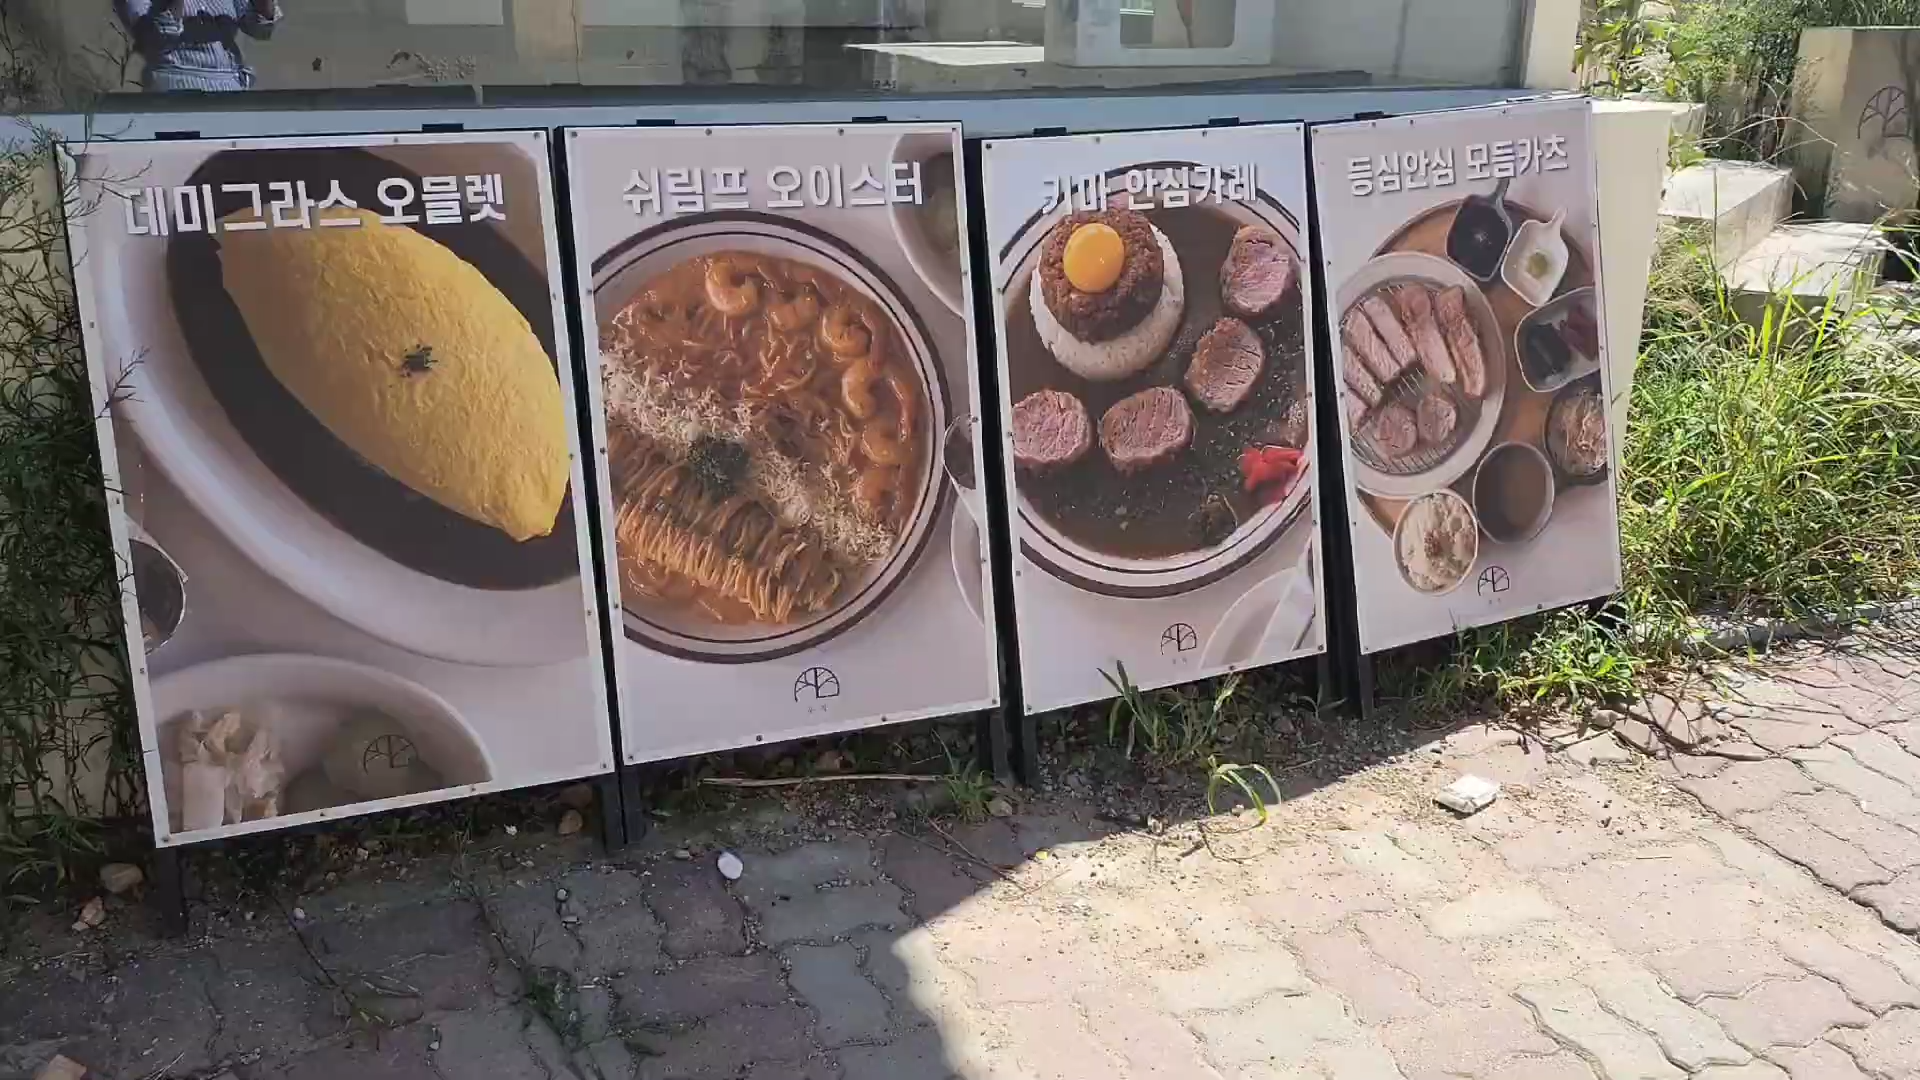 데미그라스 오믈렛
쉬림프 오이스터
키마 안심카레
등심안심 모듬카츠